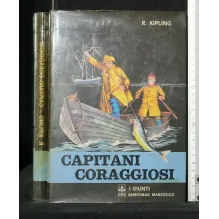 R. KIPLING
CAPITANI
CORAGGIOSI
I GIUNTI
BEMPORAD MARZOCCO